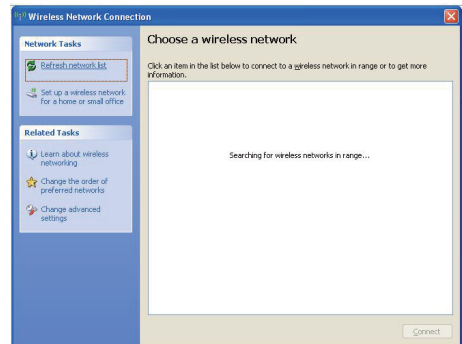 Wireless Network Connection
Network Tasks
Refresh network list
Set up a wireless network
for a home or small office
Related Tasks
Learn about wireless
networking
Change the order of
preferred networks
Change advanced
settings
Choose a wireless network
Click an item in the list below to connect to a wireless network in range or to get more
information.
Searching for wireless networks in range...
Connect